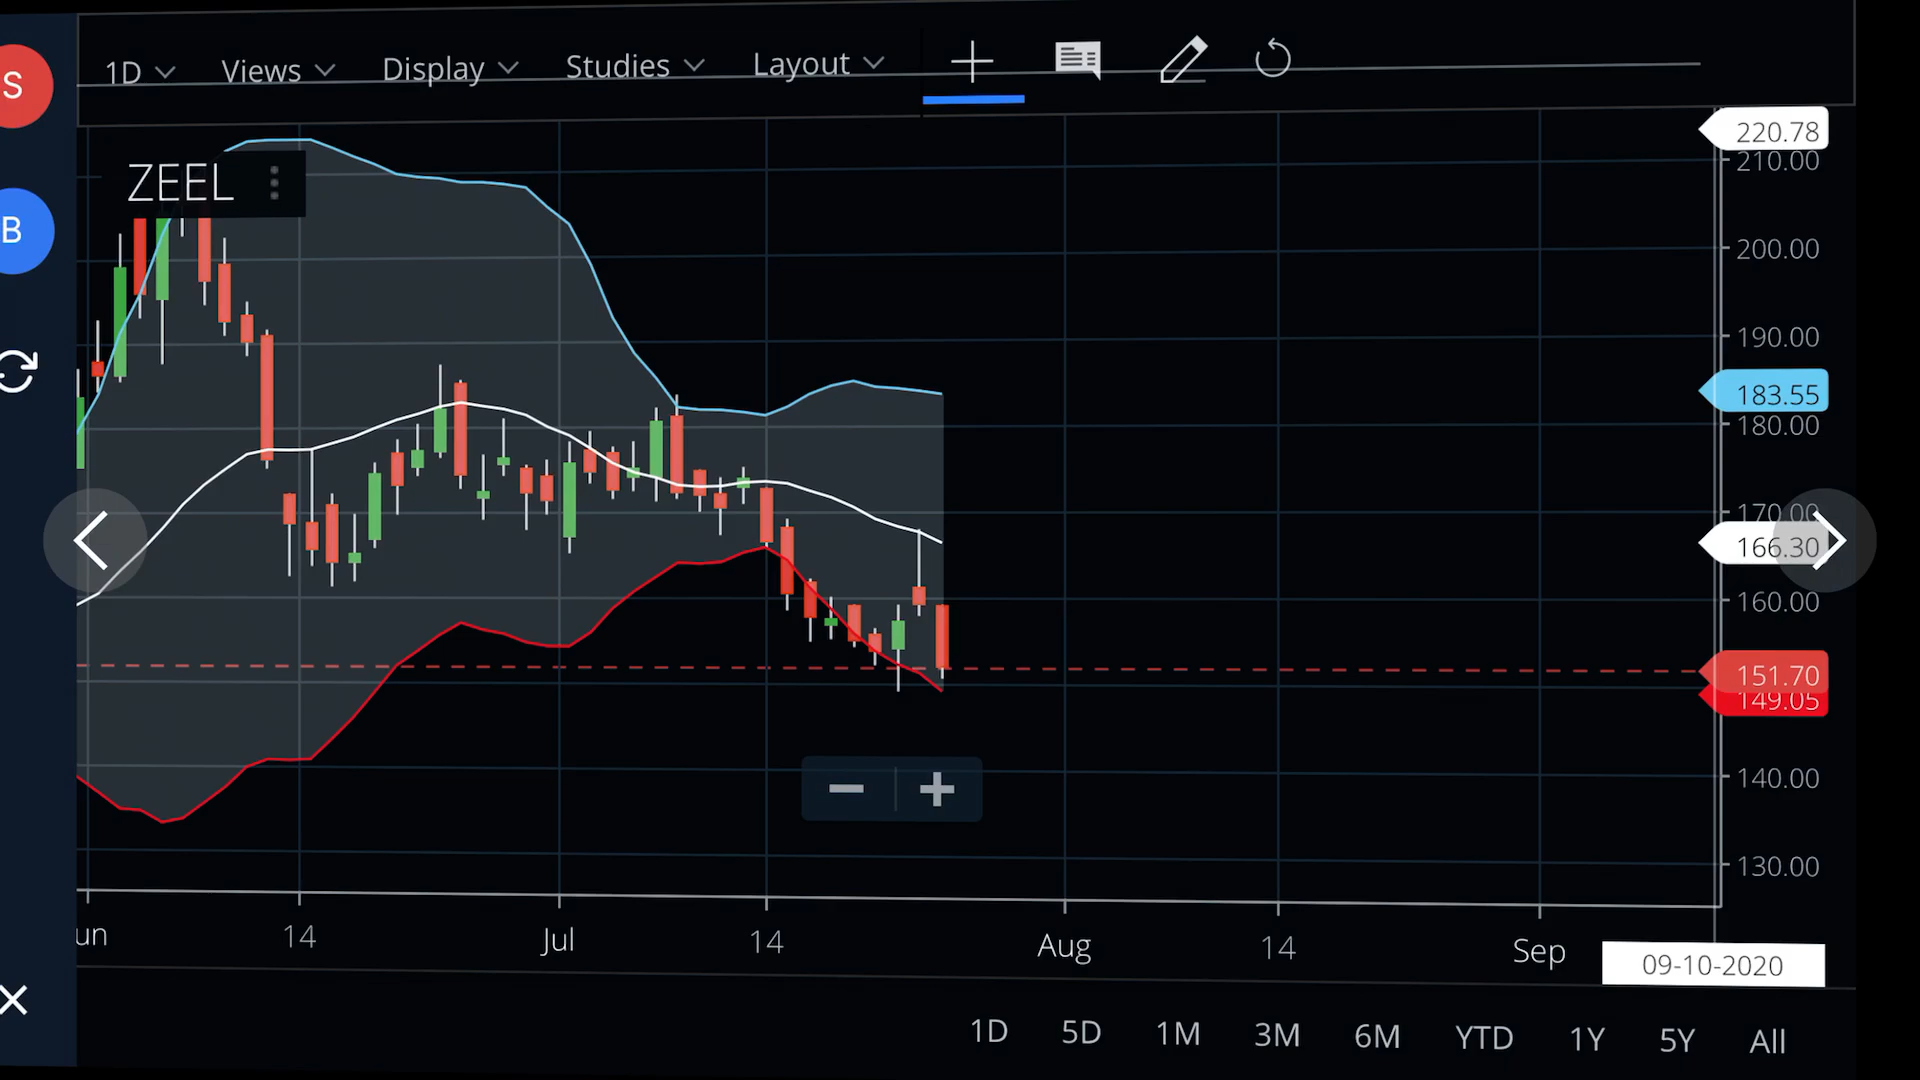 S
1D Views Display Studies Layout
220.78
210.00
ZEEL
B
200.00
190.00
183.55
180.00
170.00
166.30
160.00
151.70
149.05
140.00
130.00
un 14 Jul 14 Aug 14 Sep
09-10-2020
1D 5D 1M 3M 6M YTD 1Y 5Y All